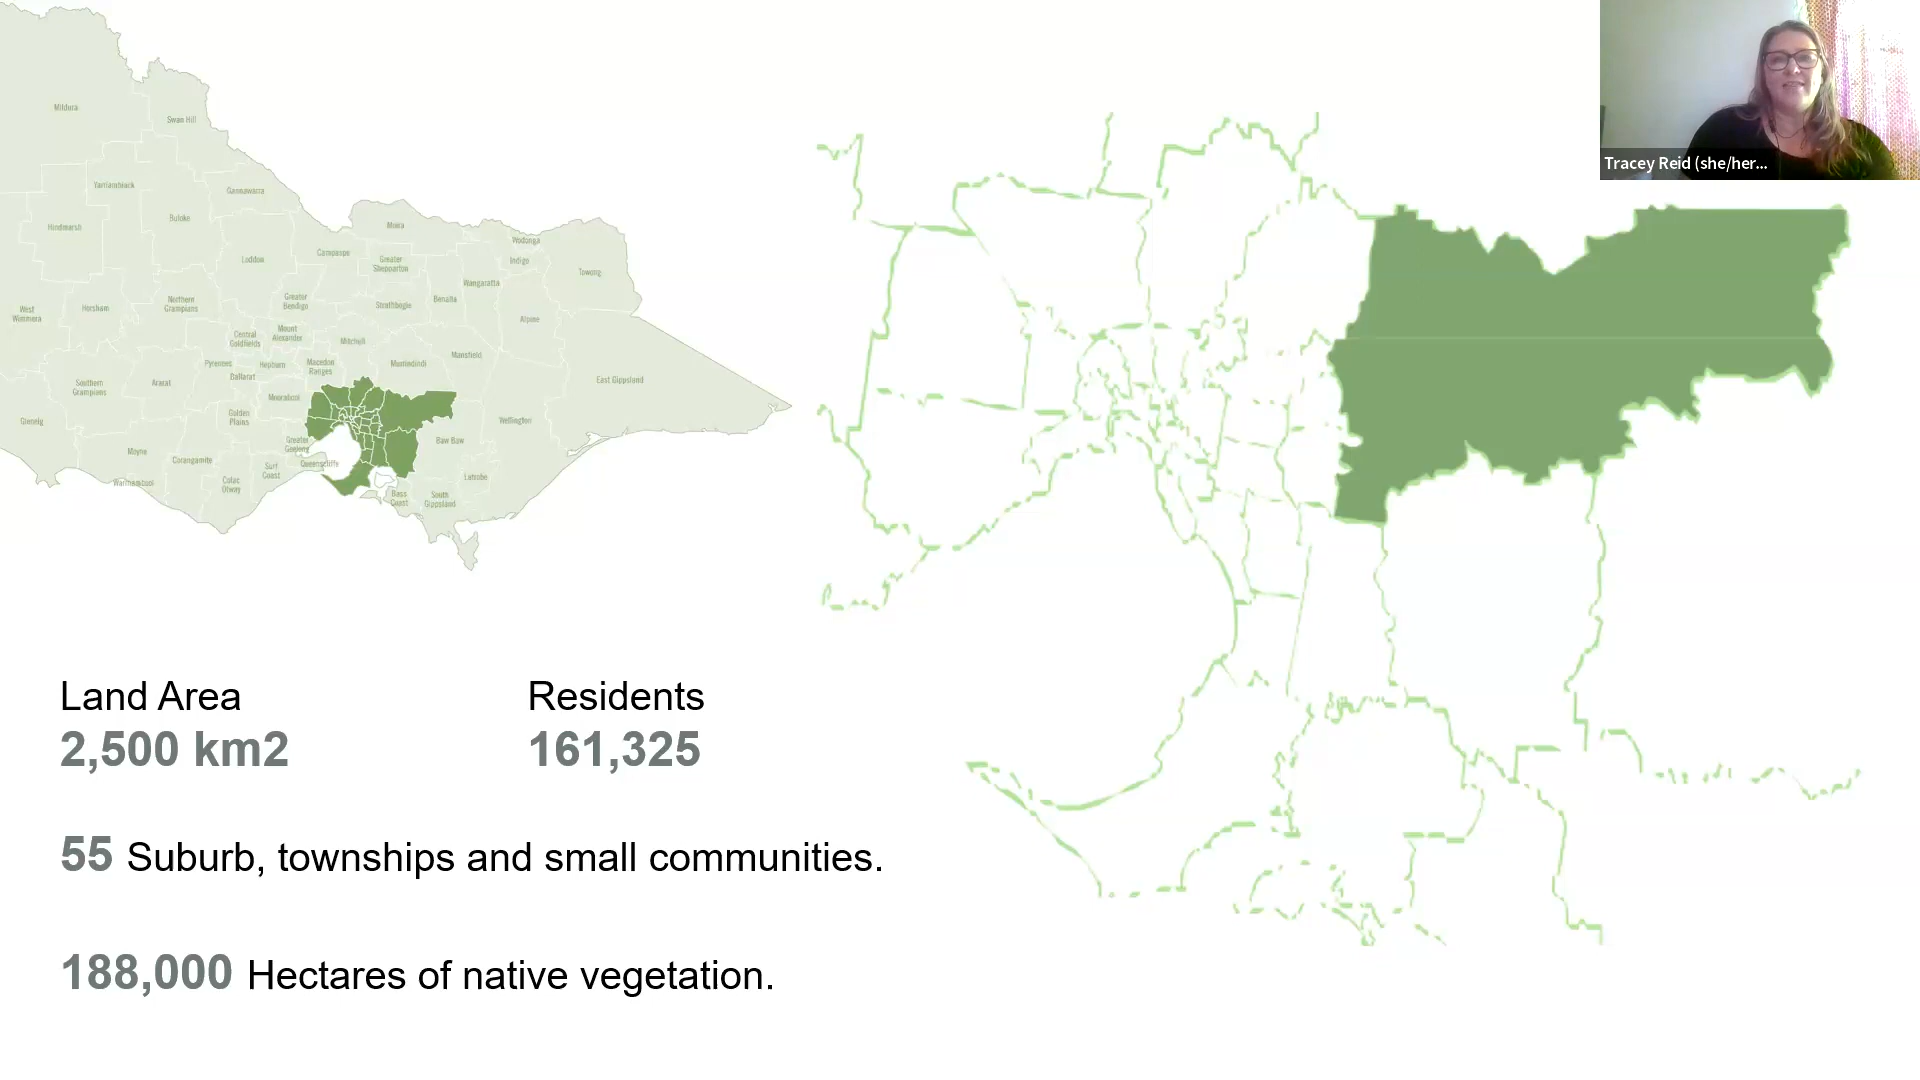 Mildura
Swan Hill
Yarriambiack
Gannawarra
Buloke
Hindmarsh
Moira
Wodonga
Indigo
Campaspe
Greater
Shepparton
Loddon
Towong
Wangaratta
Northern
Grampians
Greater
Bendigo
Benalla
Strathbogie
Horsham
West
Wimmera
Alpine
Central
Goldfields
Mount
Alexander
Mitchell
Mansfield
Pyrenees
Hepburn
Macedon
Ranges
Murrindindi
Ballarat
Southern
Grampians
Ararat
East Gippsland
Moorabool
Golden
Plains
Glenelg
Wellington
Greater
Geelong
Baw Baw
Moyne
Corangamite
Surf
Coast
Queenscliffe
Latrobe
Warrnambool
Colac
Otway
Bass
Coast
South
Gippsland
Tracey Reid (she/her...
Land Area
2,500 km2
Residents
161,325
55 Suburb, townships and small communities.
188,000 Hectares of native vegetation.